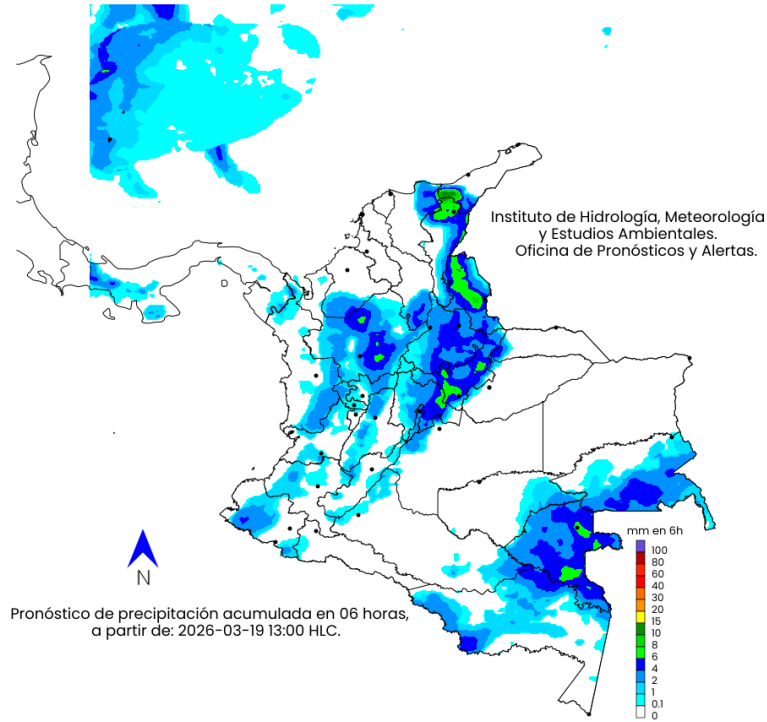 Instituto de Hidrología, Meteorología
y Estudios Ambientales.
Oficina de Pronósticos y Alertas.
mm en 6h
100
80
60
40
30
20
15
10
8
6
4
2
1
0.1
0
N
Pronóstico de precipitación acumulada en 06 horas,
a partir de: 2026-03-19 13:00 HLC.